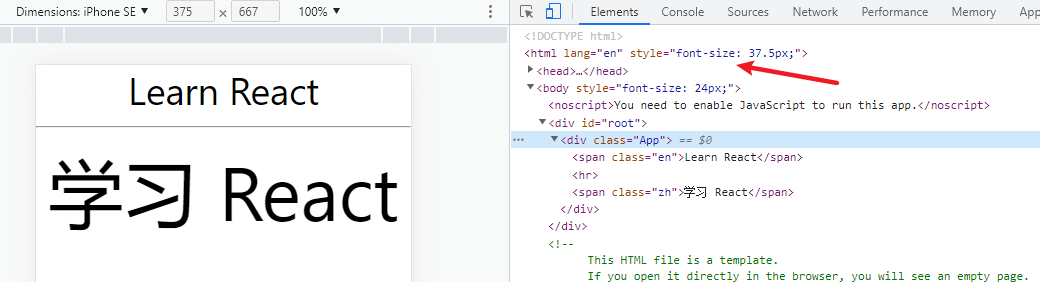 Dimensions: iPhone SE ▼ 375 × 667 100% ▼
Elements Console Sources Network Performance Memory
Learn React
学习 React
<!DOCTYPE html>
<html lang="en" style="font-size: 37.5px;">
<head>…</head>
<body style="font-size: 24px;">
<noscript>You need to enable JavaScript to run this app.</noscript>
<div id="root">
<div class="App"> == $0
<span class="en">Learn React</span>
<hr>
<span class="zh">学习 React</span>
</div>
</div>
<!--
This HTML file is a template.
If you open it directly in the browser, you will see an empty page.